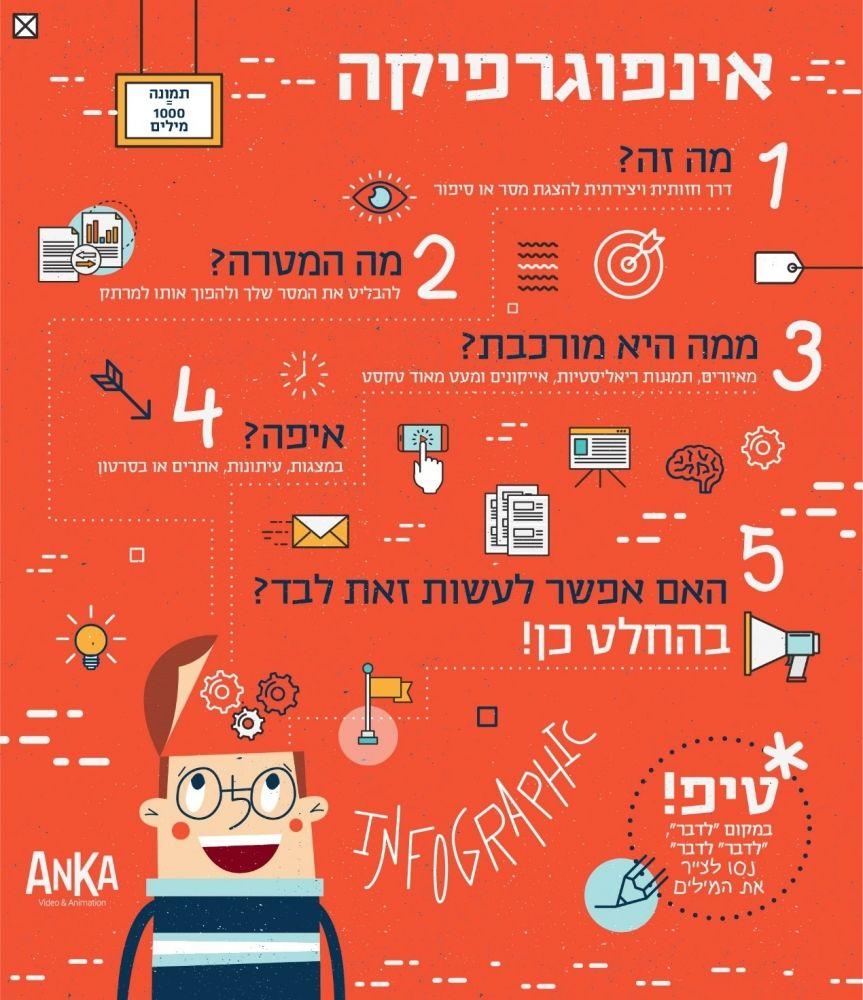 אינפוגרפיקה
תמונה
=
1000
מילים
1
מה זה?
דרך חזותית ויצירתית להצגת מסר או סיפור
2
מה המטרה?
להבליט את המסר שלך ולהפוך אותו למרתק
3
ממה היא מורכבת?
מאיורים, תמונות ריאליסטיות, אייקונים ומעט מאוד טקסט
4
איפה?
במצגות, עיתונות, אתרים או בסרטון
5
האם אפשר לעשות זאת לבד?
בהחלט כן!
INFOGRAPHIC
*טיפ!
במקום "לדבר",
"לדבר" לדבר"
נסו לצייר
את המילים
ANKA
Video & Animation